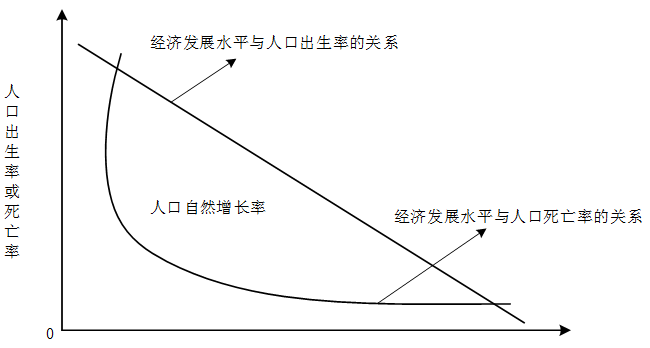 经济发展水平与人口出生率的关系
人口出生率或死亡率
人口自然增长率
经济发展水平与人口死亡率的关系
0